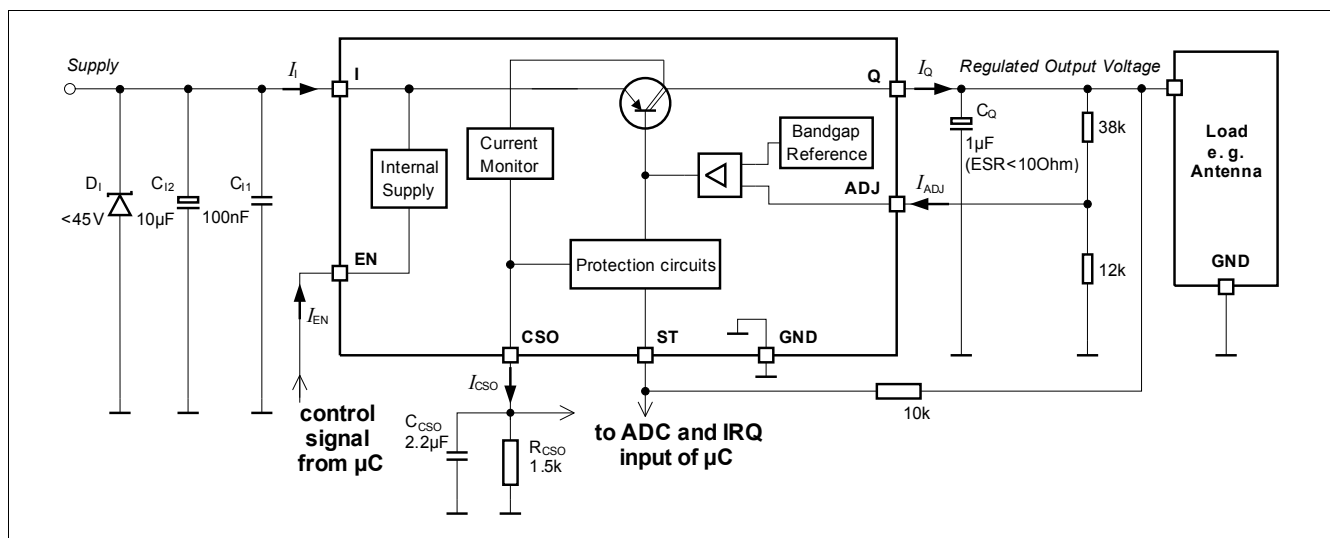 Supply
I_I
I
Q
I_Q
Regulated Output Voltage
D_I
<45V
C_I2
10µF
C_I1
100nF
Internal
Supply
Current
Monitor
Bandgap
Reference
ADJ
I_ADJ
C_Q
1µF
(ESR<10Ohm)
38k
12k
Load
e. g.
Antenna
GND
EN
I_EN
Protection circuits
CSO
ST
GND
I_CSO
10k
control
signal
from µC
C_CSO
2.2µF
R_CSO
1.5k
to ADC and IRQ
input of µC